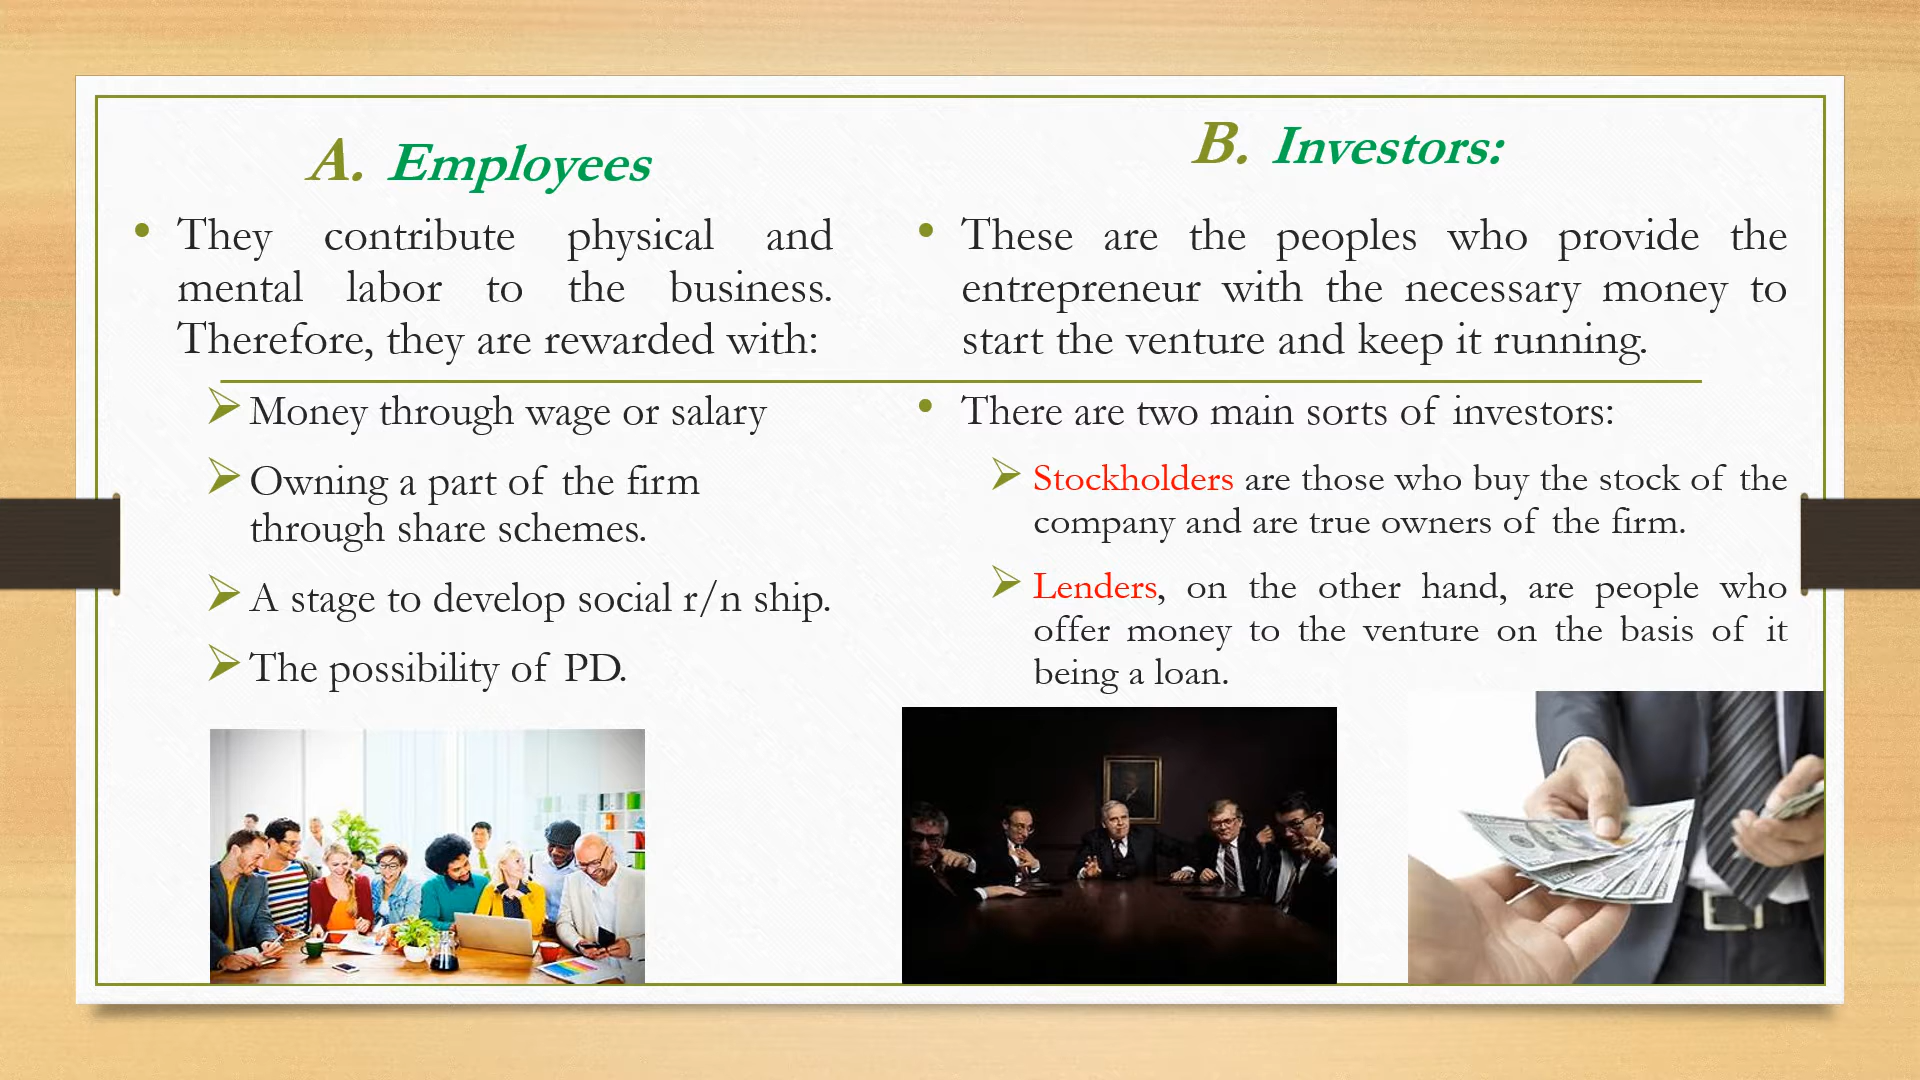 A. Employees
• They contribute physical and
mental labor to the business.
Therefore, they are rewarded with:
➢ Money through wage or salary
➢ Owning a part of the firm
through share schemes.
➢ A stage to develop social r/n ship.
➢ The possibility of PD.
B. Investors:
• These are the peoples who provide the
entrepreneur with the necessary money to
start the venture and keep it running.
• There are two main sorts of investors:
➢ Stockholders are those who buy the stock of the
company and are true owners of the firm.
➢ Lenders, on the other hand, are people who
offer money to the venture on the basis of it
being a loan.